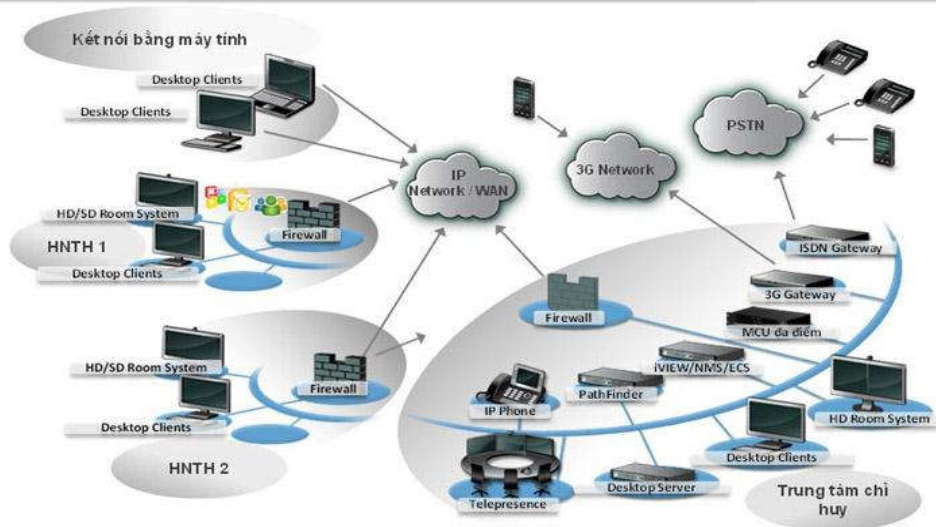 Kết nối bằng máy tính
Desktop Clients
Desktop Clients
HD/SD Room System
Firewall
HNTH 1
Desktop Clients
HD/SD Room System
Firewall
Desktop Clients
HNTH 2
IP
Network / WAN
3G Network
PSTN
ISDN Gateway
3G Gateway
Firewall
MCU đa điểm
iVIEW/NMS/ECS
PathFinder
IP Phone
HD Room System
Desktop Clients
Desktop Server
Telepresence
Trung tâm chỉ
huy